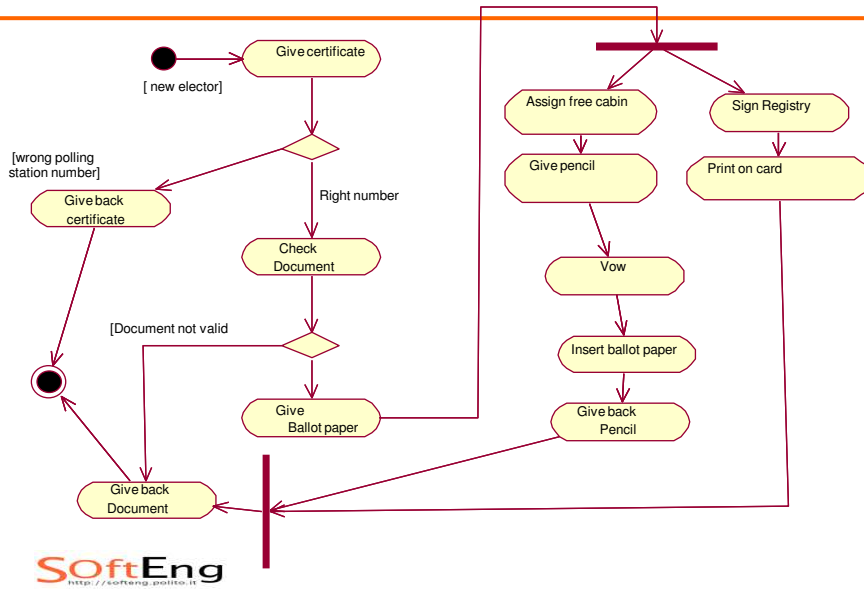 Give certificate
[ new elector]
[wrong polling
station number]
Give back
certificate
Right number
Check
Document
[Document not valid
Give
Ballot paper
Give back
Document
Assign free cabin
Give pencil
Vow
Insert ballot paper
Give back
Pencil
Sign Registry
Print on card
SOftEng
http://softeng.polito.it